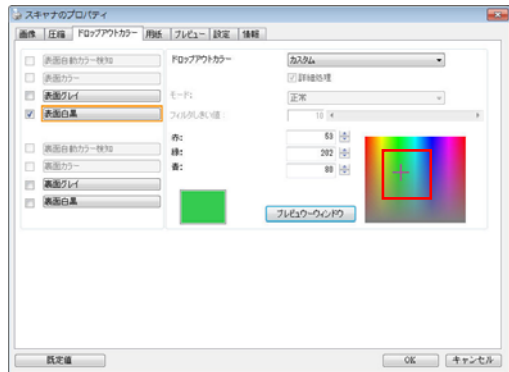 スキャナのプロパティ
画像 圧縮 ドロップアウトカラー 用紙 プレビュー 設定 情報
表面自動カラー検知
表面カラー
表面グレイ
表面白黒
裏面自動カラー検知
裏面カラー
裏面グレイ
裏面白黒
ドロップアウトカラー カスタム
詳細処理
モード: 正常
フィルタしきい値: 10
赤: 53
緑: 202
青: 80
プレビュウーウィンドウ
既定値 OK キャンセル